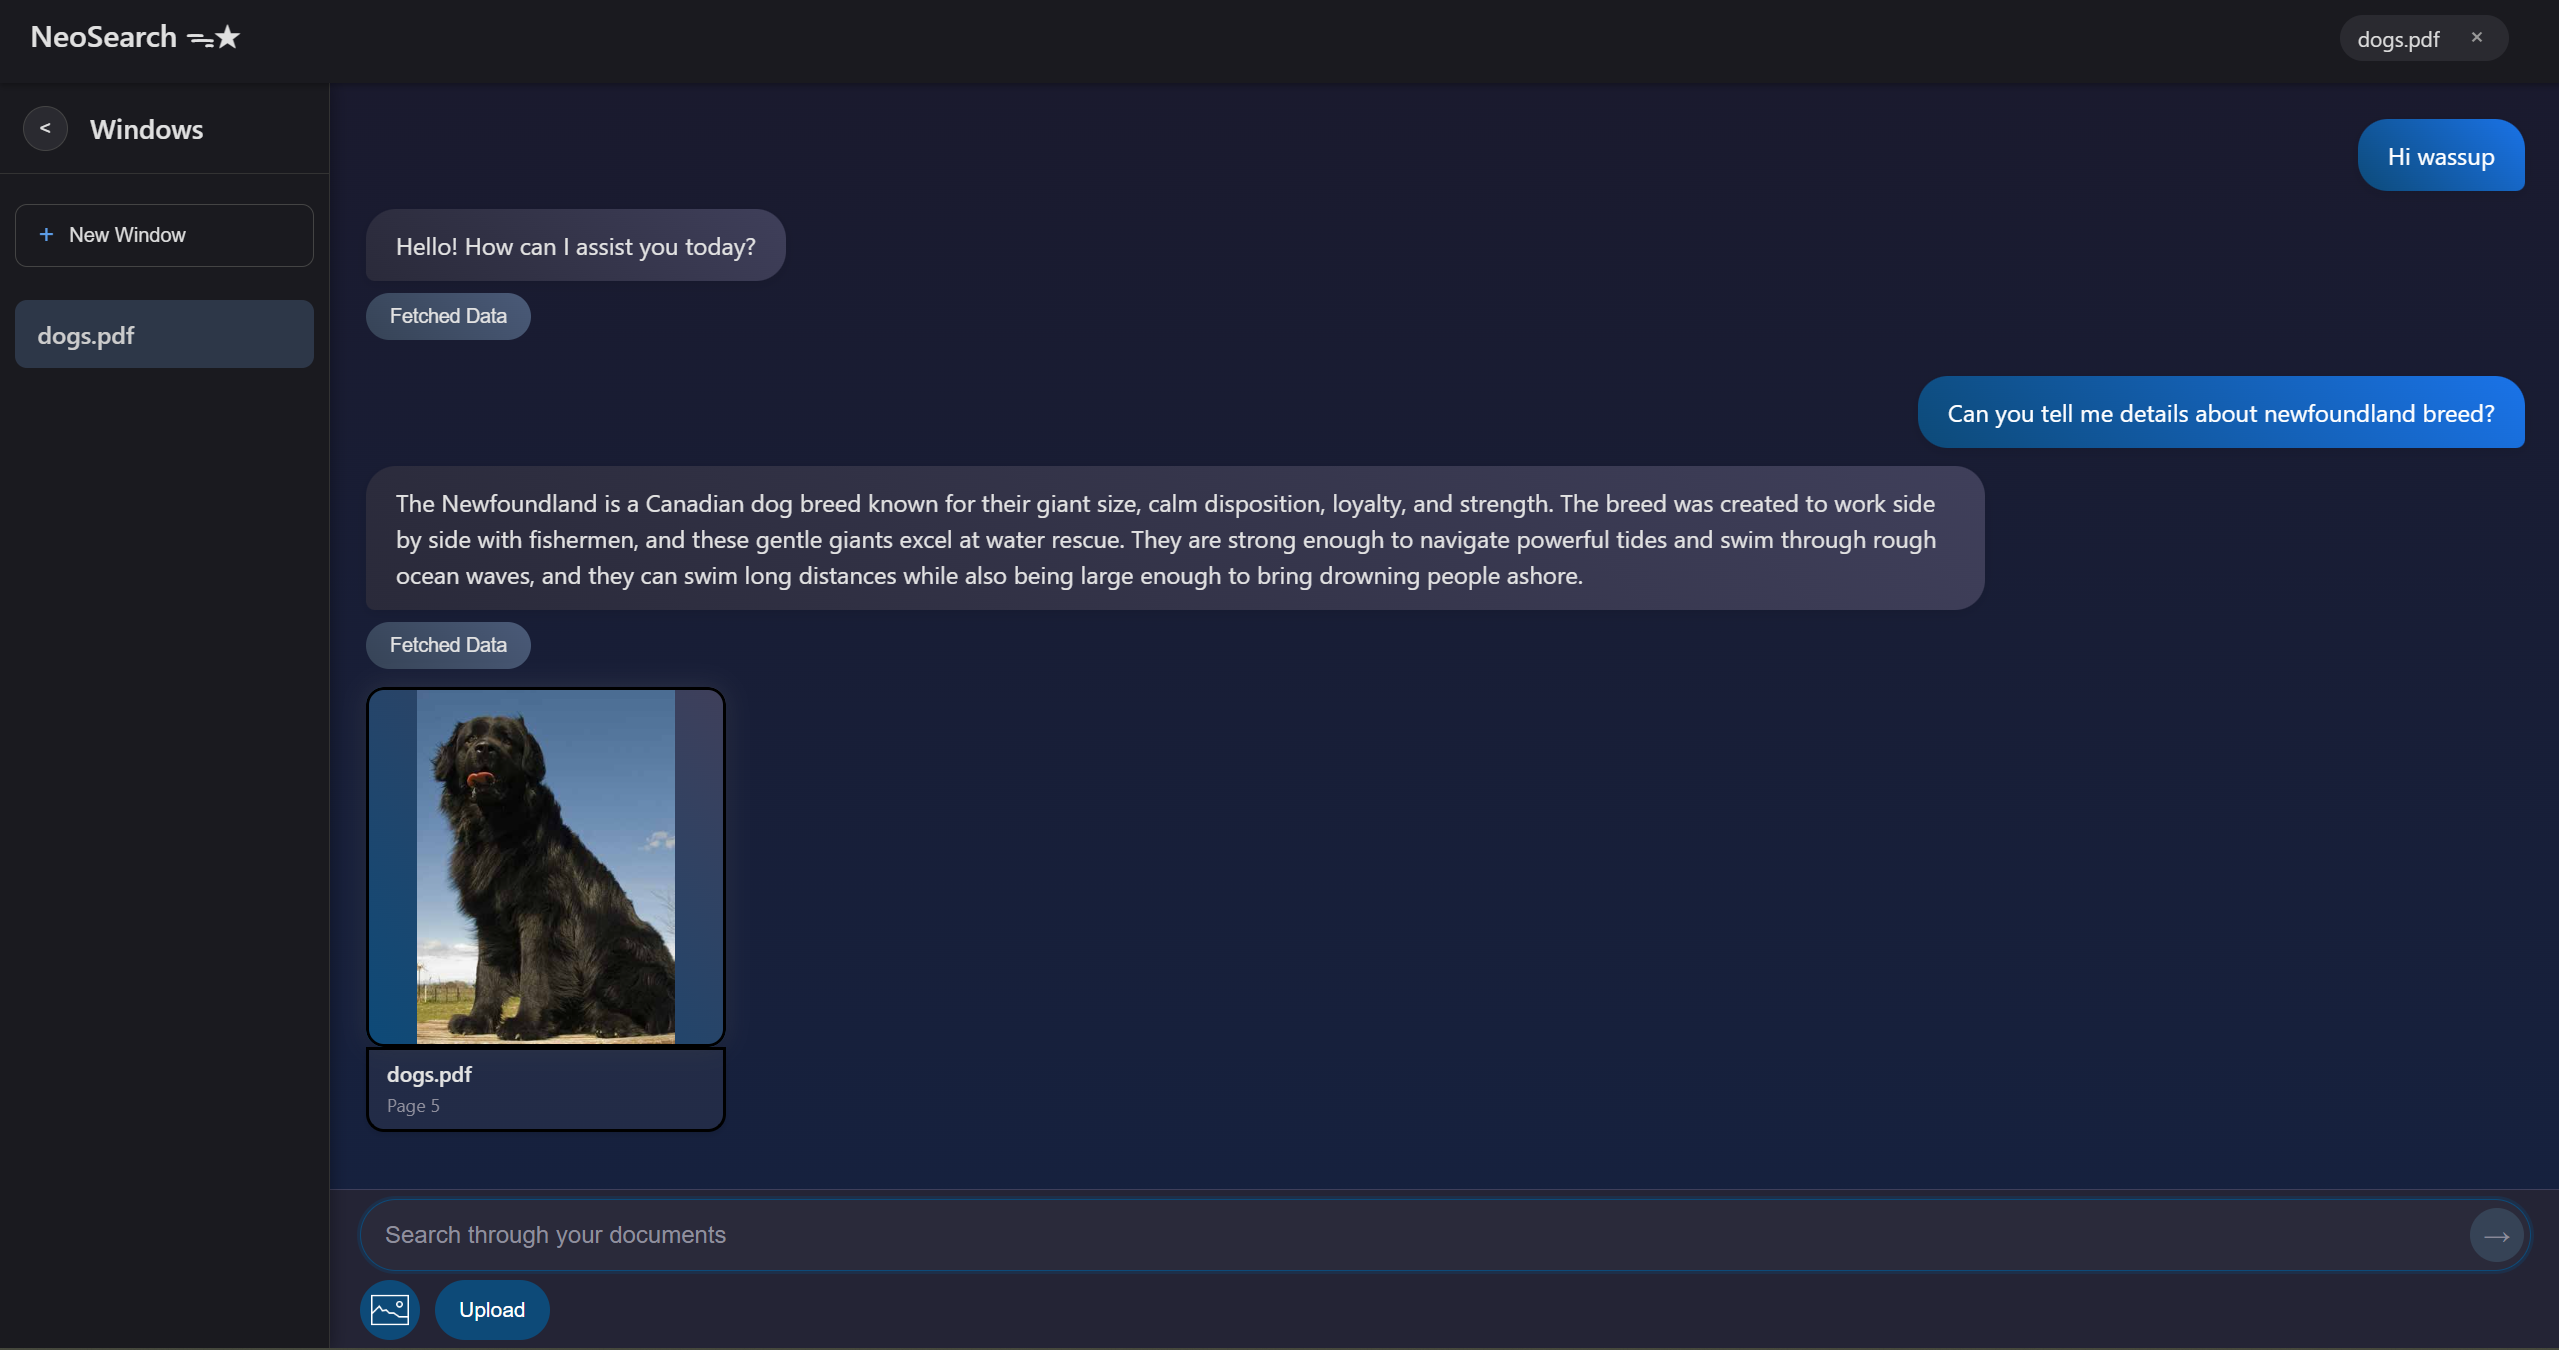 NeoSearch
dogs.pdf ×
< Windows
+ New Window
dogs.pdf
Hi wassup
Hello! How can I assist you today?
Fetched Data
Can you tell me details about newfoundland breed?
The Newfoundland is a Canadian dog breed known for their giant size, calm disposition, loyalty, and strength. The breed was created to work side
by side with fishermen, and these gentle giants excel at water rescue. They are strong enough to navigate powerful tides and swim through rough
ocean waves, and they can swim long distances while also being large enough to bring drowning people ashore.
Fetched Data
dogs.pdf
Page 5
Search through your documents
→
Upload